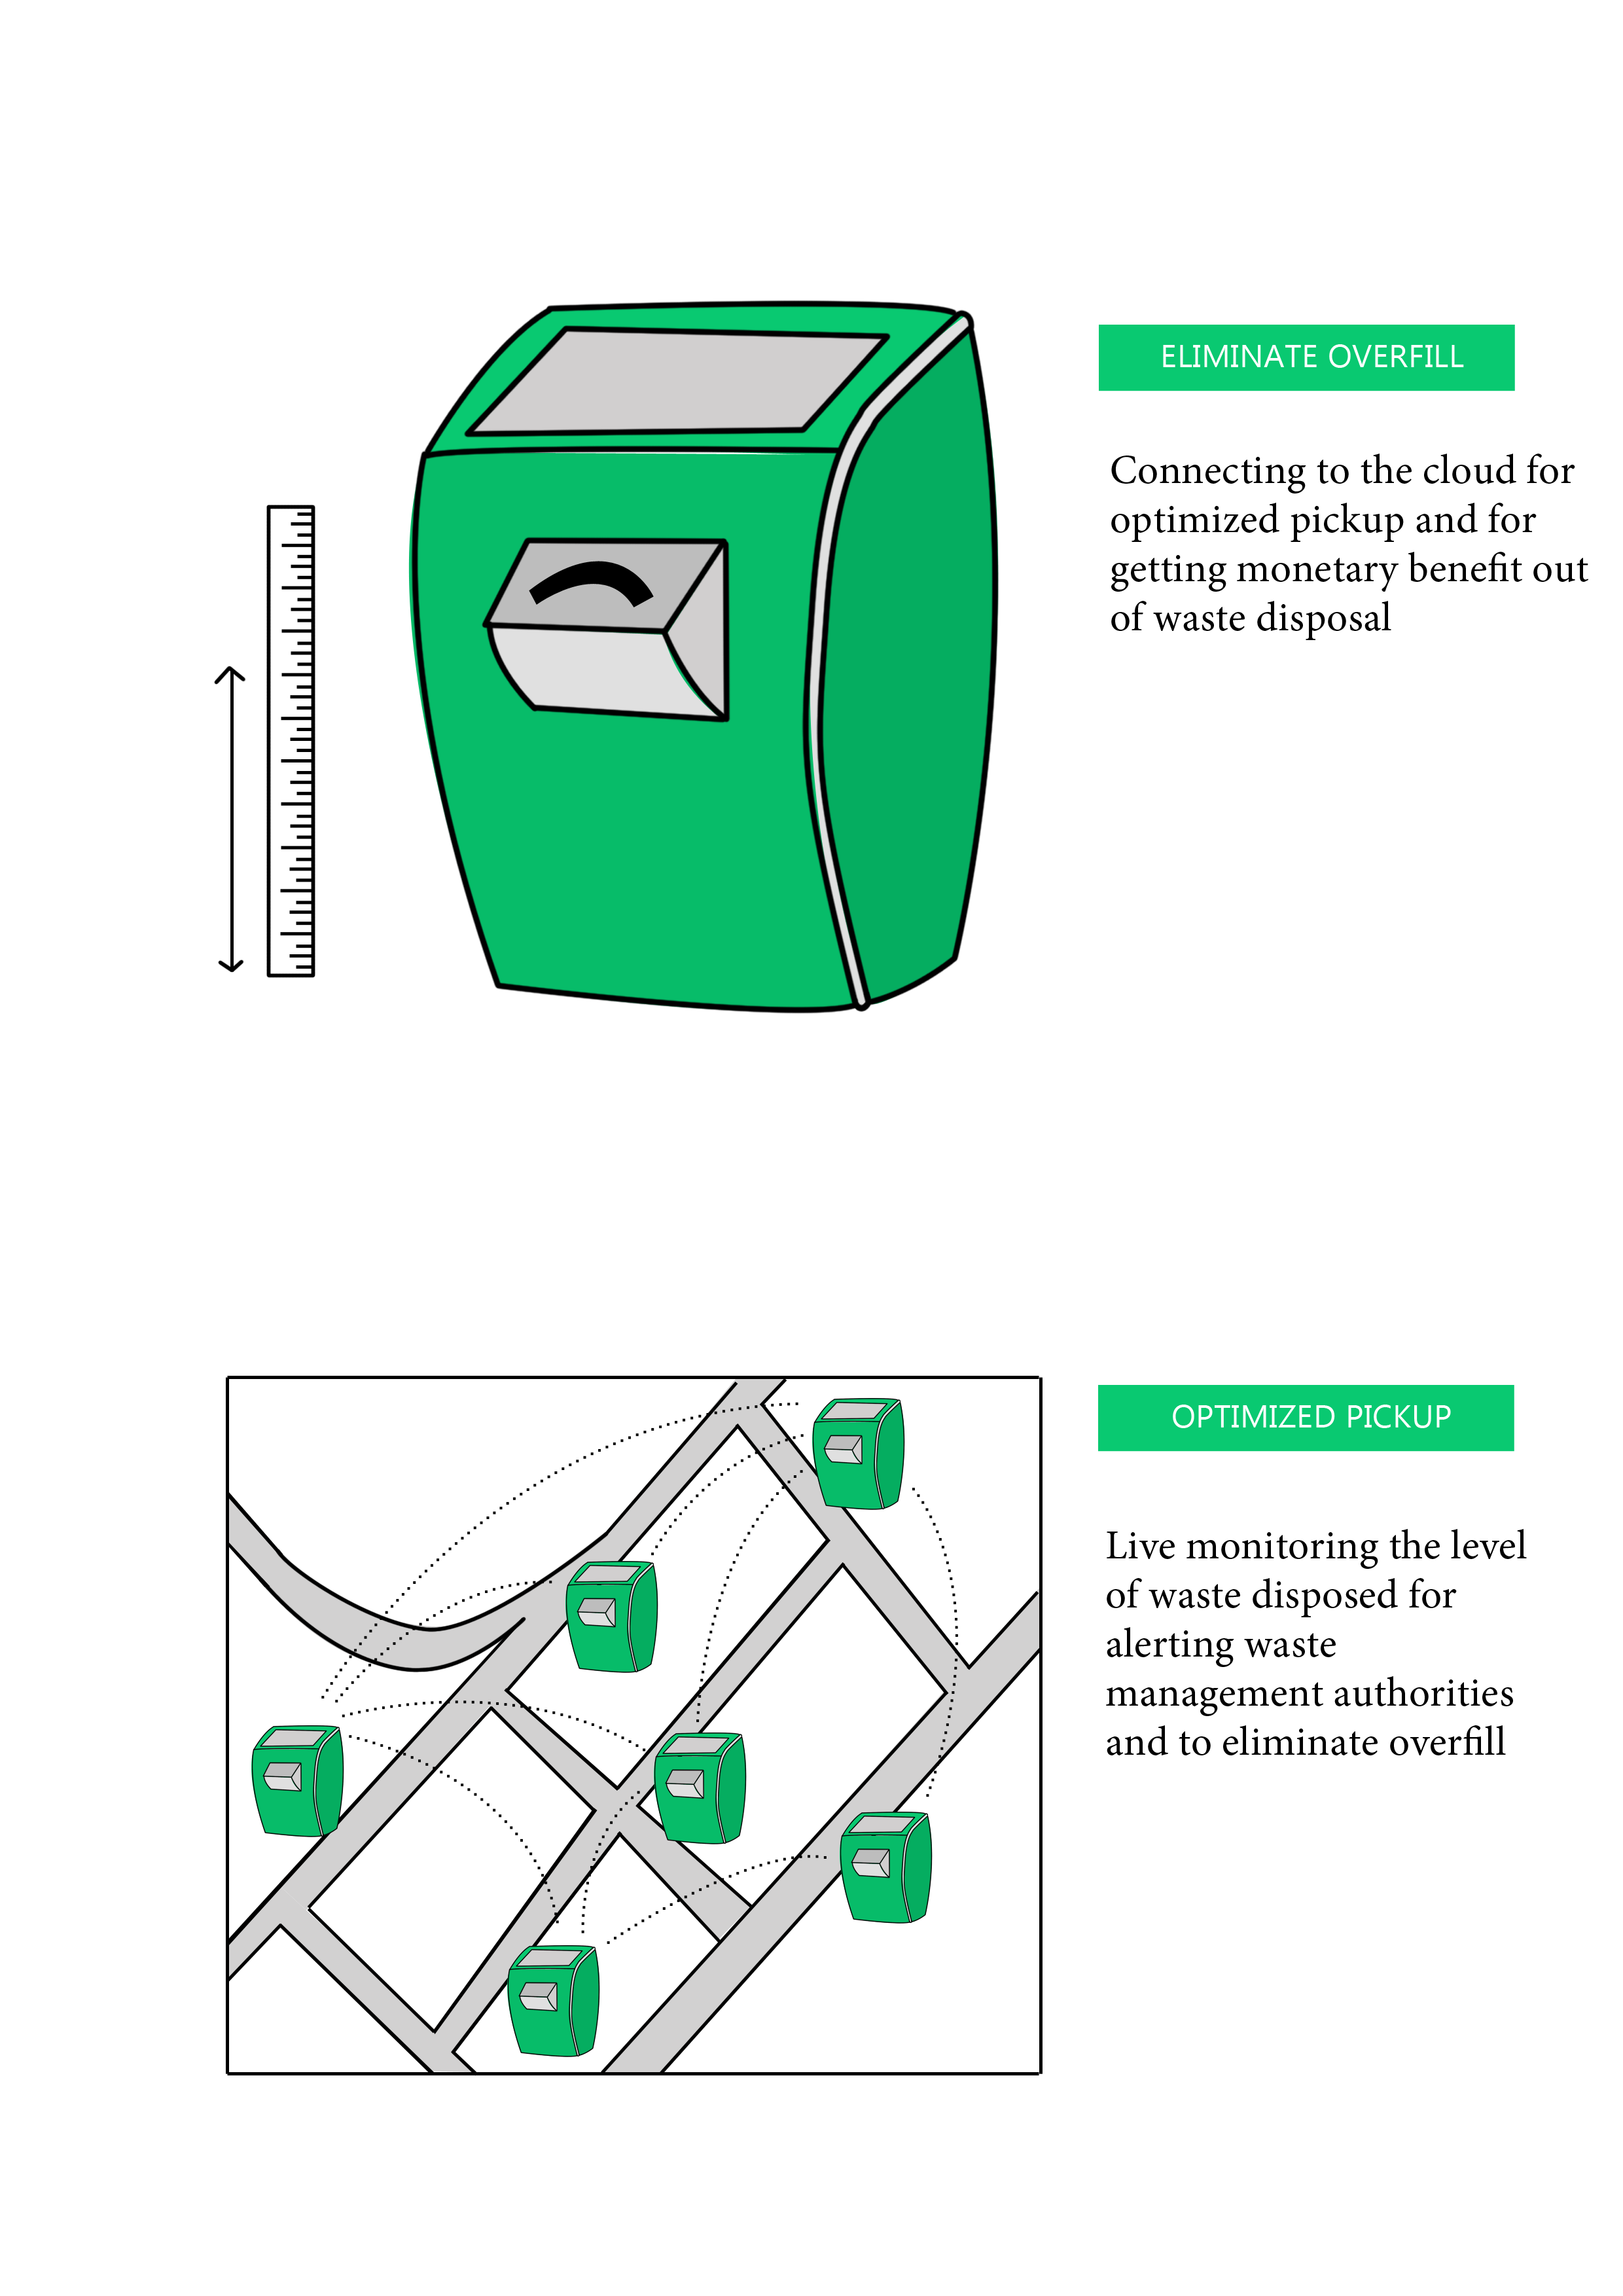 ELIMINATE OVERFILL
Connecting to the cloud for
optimized pickup and for
getting monetary benefit out
of waste disposal
OPTIMIZED PICKUP
Live monitoring the level
of waste disposed for
alerting waste
management authorities
and to eliminate overfill